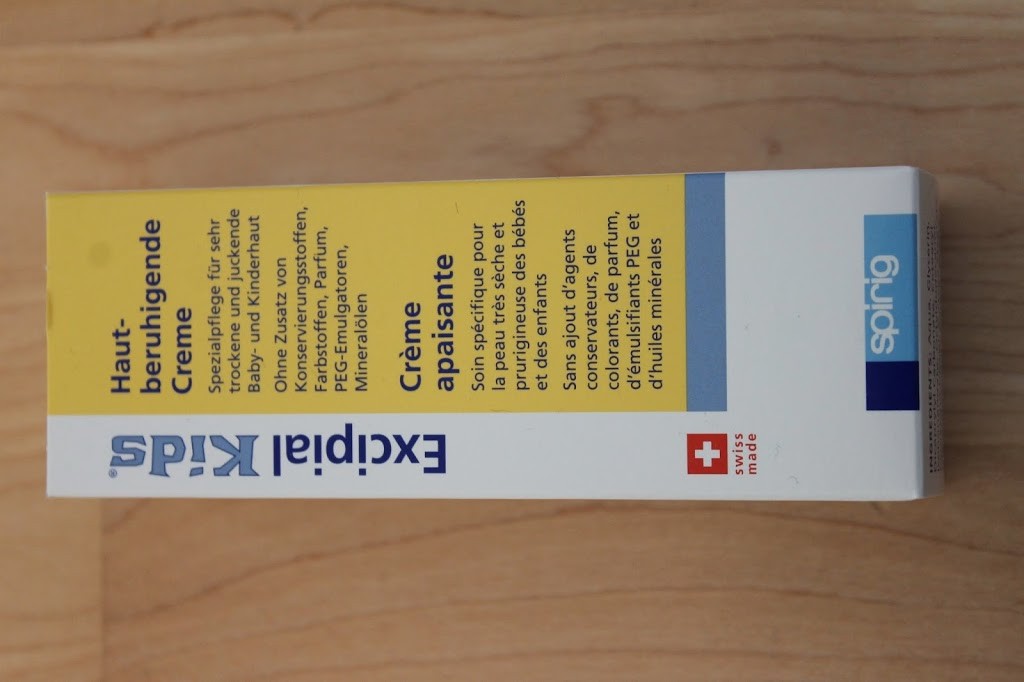 Excipial Kids®
Haut-
beruhigende
Creme
Spezialpflege für sehr
trockene und juckende
Baby- und Kinderhaut
Ohne Zusatz von
Konservierungsstoffen,
Farbstoffen, Parfum,
PEG-Emulgatoren,
Mineralölen
Crème
apaisante
Soin spécifique pour
la peau très sèche et
prurigineuse des bébés
et des enfants
Sans ajout d'agents
conservateurs, de
colorants, de parfum,
d'émulsifiants PEG et
d'huiles minérales
swiss
made
spirig
INGREDIENTS: AQUA,